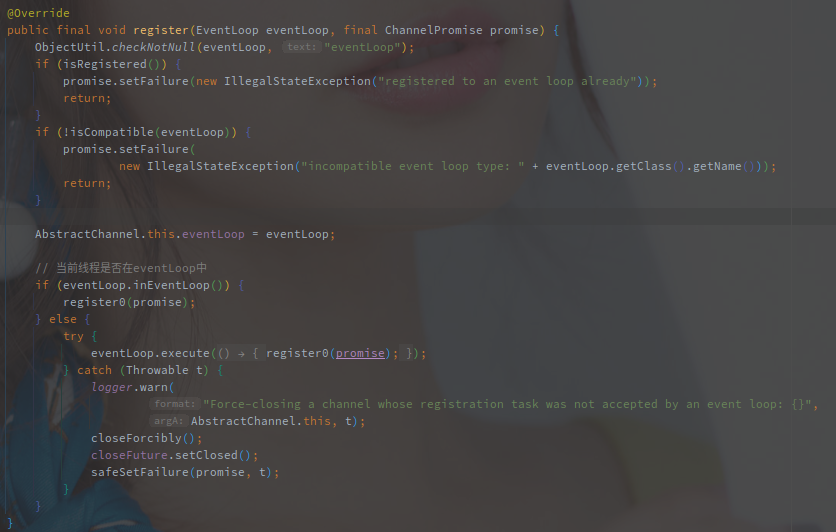 @Override
public final void register(EventLoop eventLoop, final ChannelPromise promise) {
    ObjectUtil.checkNotNull(eventLoop, text: "eventLoop");
    if (isRegistered()) {
        promise.setFailure(new IllegalStateException("registered to an event loop already"));
        return;
    }
    if (!isCompatible(eventLoop)) {
        promise.setFailure(
                new IllegalStateException("incompatible event loop type: " + eventLoop.getClass().getName()));
        return;
    }
    AbstractChannel.this.eventLoop = eventLoop;
    // 当前线程是否在eventLoop中
    if (eventLoop.inEventLoop()) {
        register0(promise);
    } else {
        try {
            eventLoop.execute(() → { register0(promise); });
        } catch (Throwable t) {
            logger.warn(
                    format: "Force-closing a channel whose registration task was not accepted by an event loop: {}",
                    argA: AbstractChannel.this, t);
            closeForcibly();
            closeFuture.setClosed();
            safeSetFailure(promise, t);
        }
    }
}